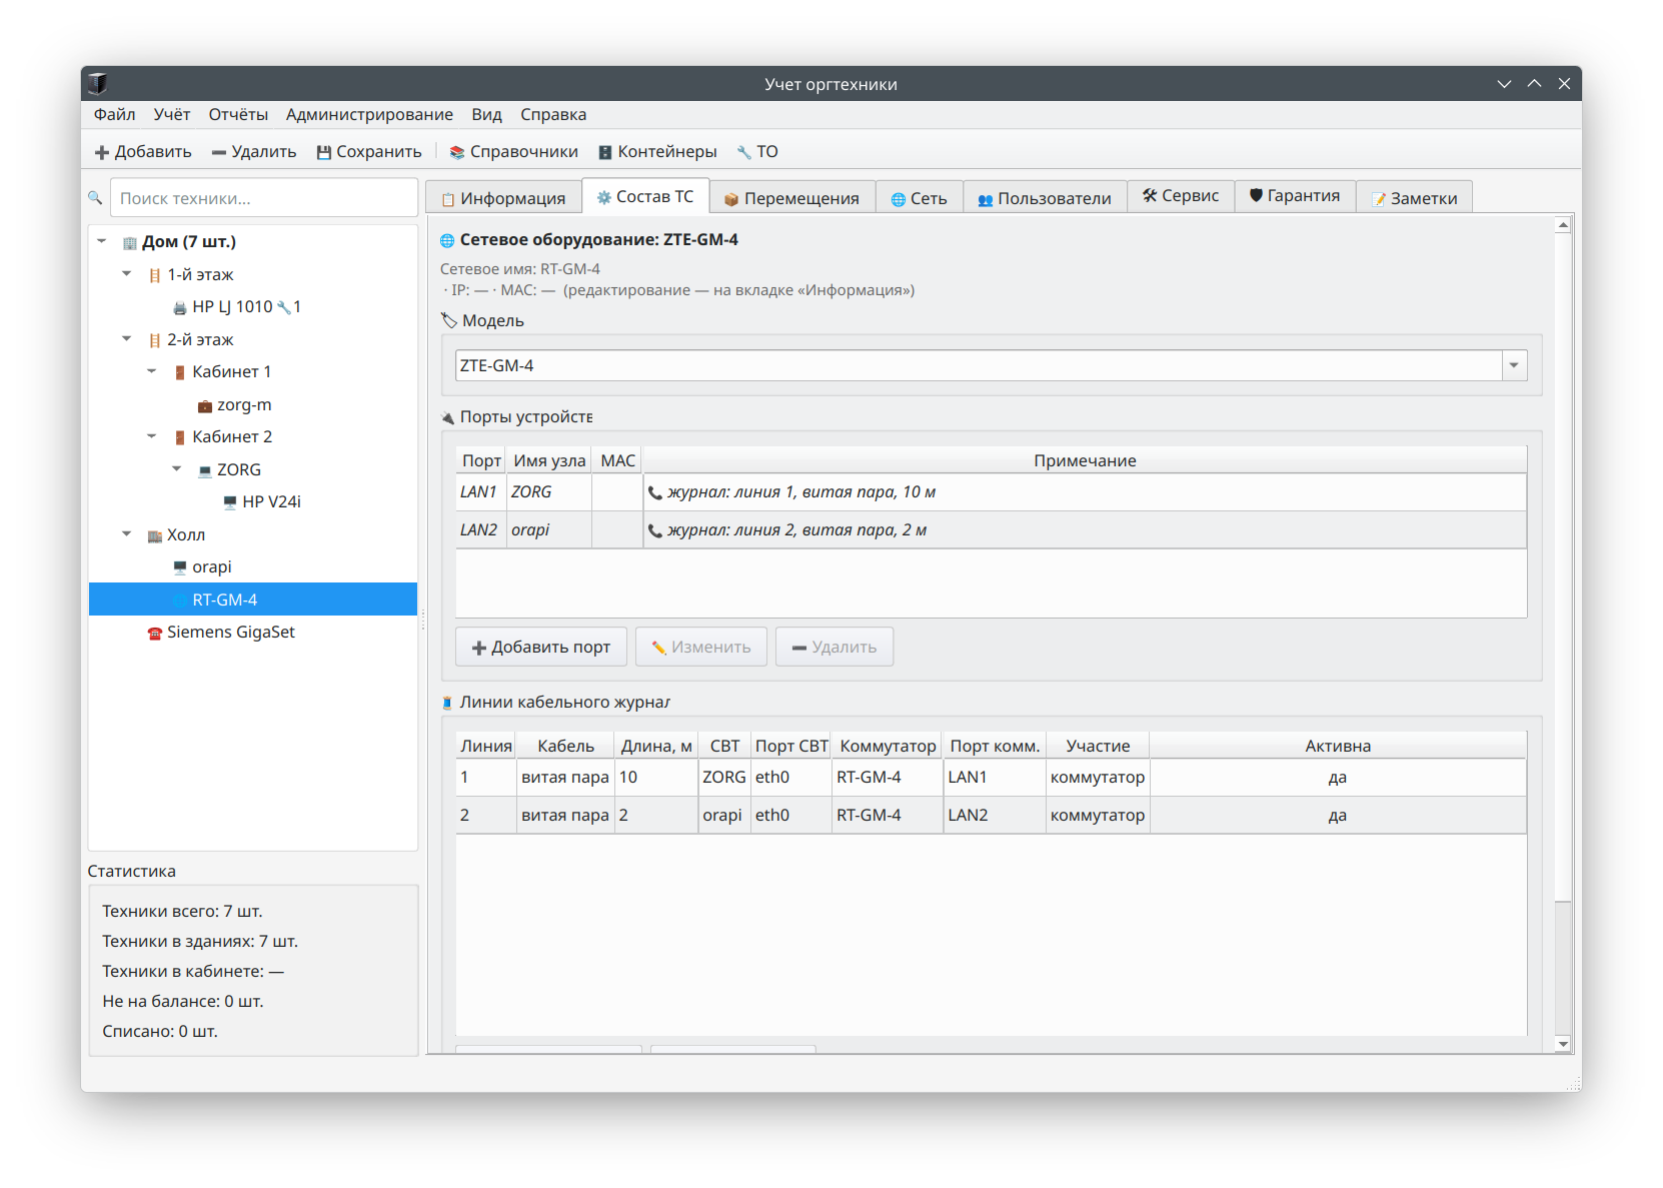 Учет оргтехники
Файл Учёт Отчёты Администрирование Вид Справка
Добавить Удалить Сохранить Справочники Контейнеры ТО
Поиск техники...
Информация Состав ТС Перемещения Сеть Пользователи Сервис Гарантия Заметки
Дом (7 шт.)
1-й этаж
HP LJ 1010 1
2-й этаж
Кабинет 1
zorg-m
Кабинет 2
ZORG
HP V24i
Холл
orapi
RT-GM-4
Siemens GigaSet
Статистика
Техники всего: 7 шт.
Техники в зданиях: 7 шт.
Техники в кабинете: —
Не на балансе: 0 шт.
Списано: 0 шт.
Сетевое оборудование: ZTE-GM-4
Сетевое имя: RT-GM-4
· IP: — · MAC: — (редактирование — на вкладке «Информация»)
Модель
ZTE-GM-4
Порты устройств
Порт Имя узла MAC Примечание
LAN1 ZORG журнал: линия 1, витая пара, 10 м
LAN2 orapi журнал: линия 2, витая пара, 2 м
Добавить порт Изменить Удалить
Линии кабельного журнал
Линия Кабель Длина, м СВТ Порт СВТ Коммутатор Порт комм. Участие Активна
1 витая пара 10 ZORG eth0 RT-GM-4 LAN1 коммутатор да
2 витая пара 2 orapi eth0 RT-GM-4 LAN2 коммутатор да